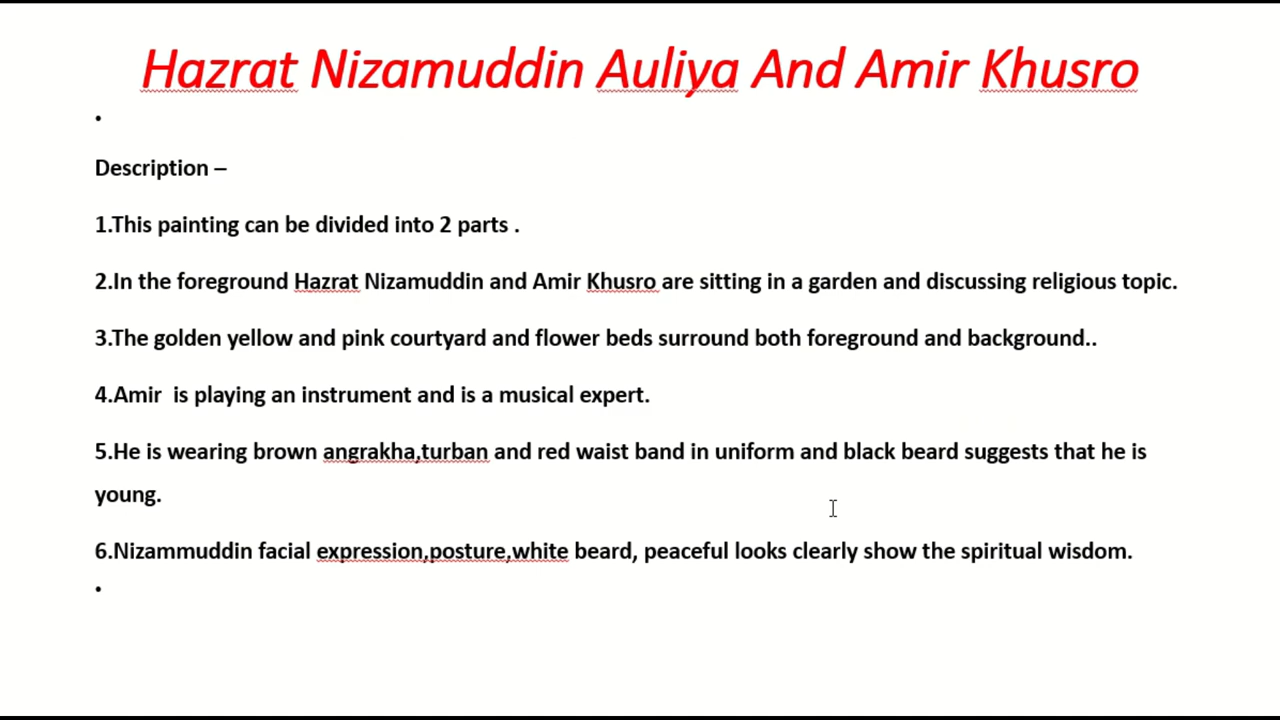 Hazrat Nizamuddin Auliya And Amir Khusro
•
Description –
1.This painting can be divided into 2 parts .
2.In the foreground Hazrat Nizamuddin and Amir Khusro are sitting in a garden and discussing religious topic.
3.The golden yellow and pink courtyard and flower beds surround both foreground and background..
4.Amir  is playing an instrument and is a musical expert.
5.He is wearing brown angrakha,turban and red waist band in uniform and black beard suggests that he is
young.
6.Nizammuddin facial expression,posture,white beard, peaceful looks clearly show the spiritual wisdom.
•